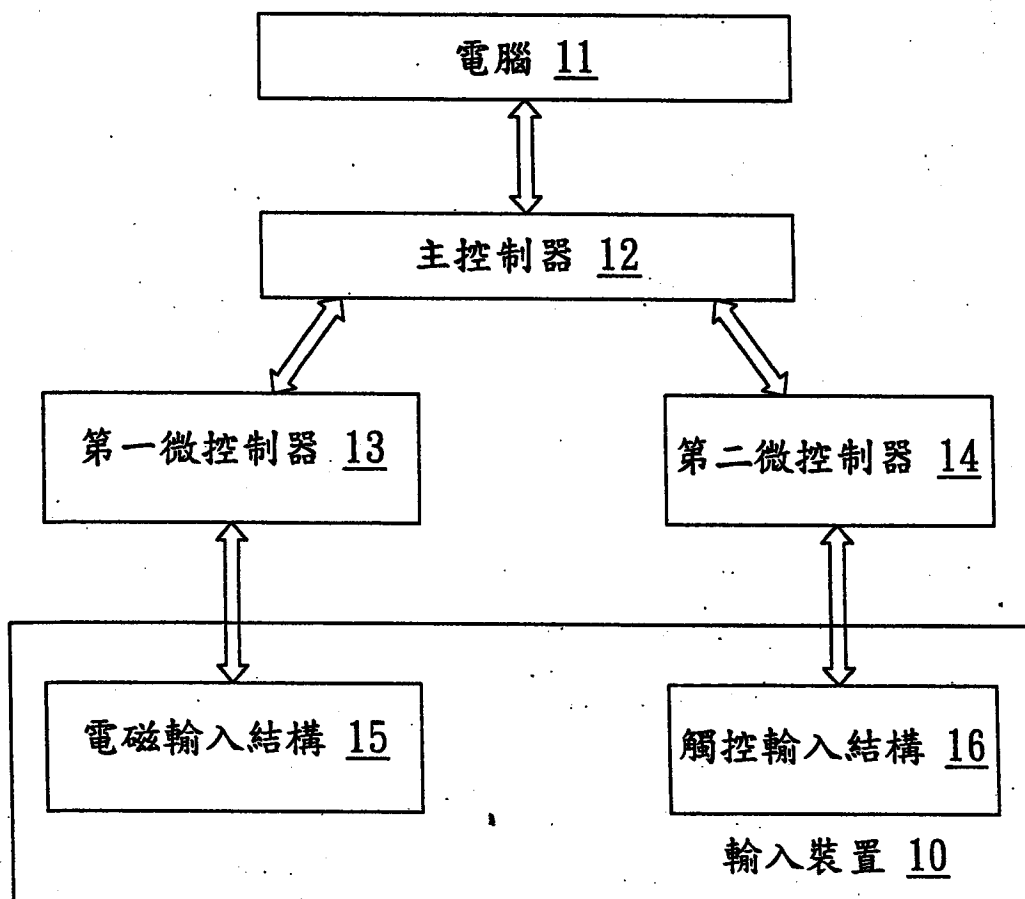 電腦 11
主控制器 12
第一微控制器 13
第二微控制器 14
電磁輸入結構 15
觸控輸入結構 16
輸入裝置 10